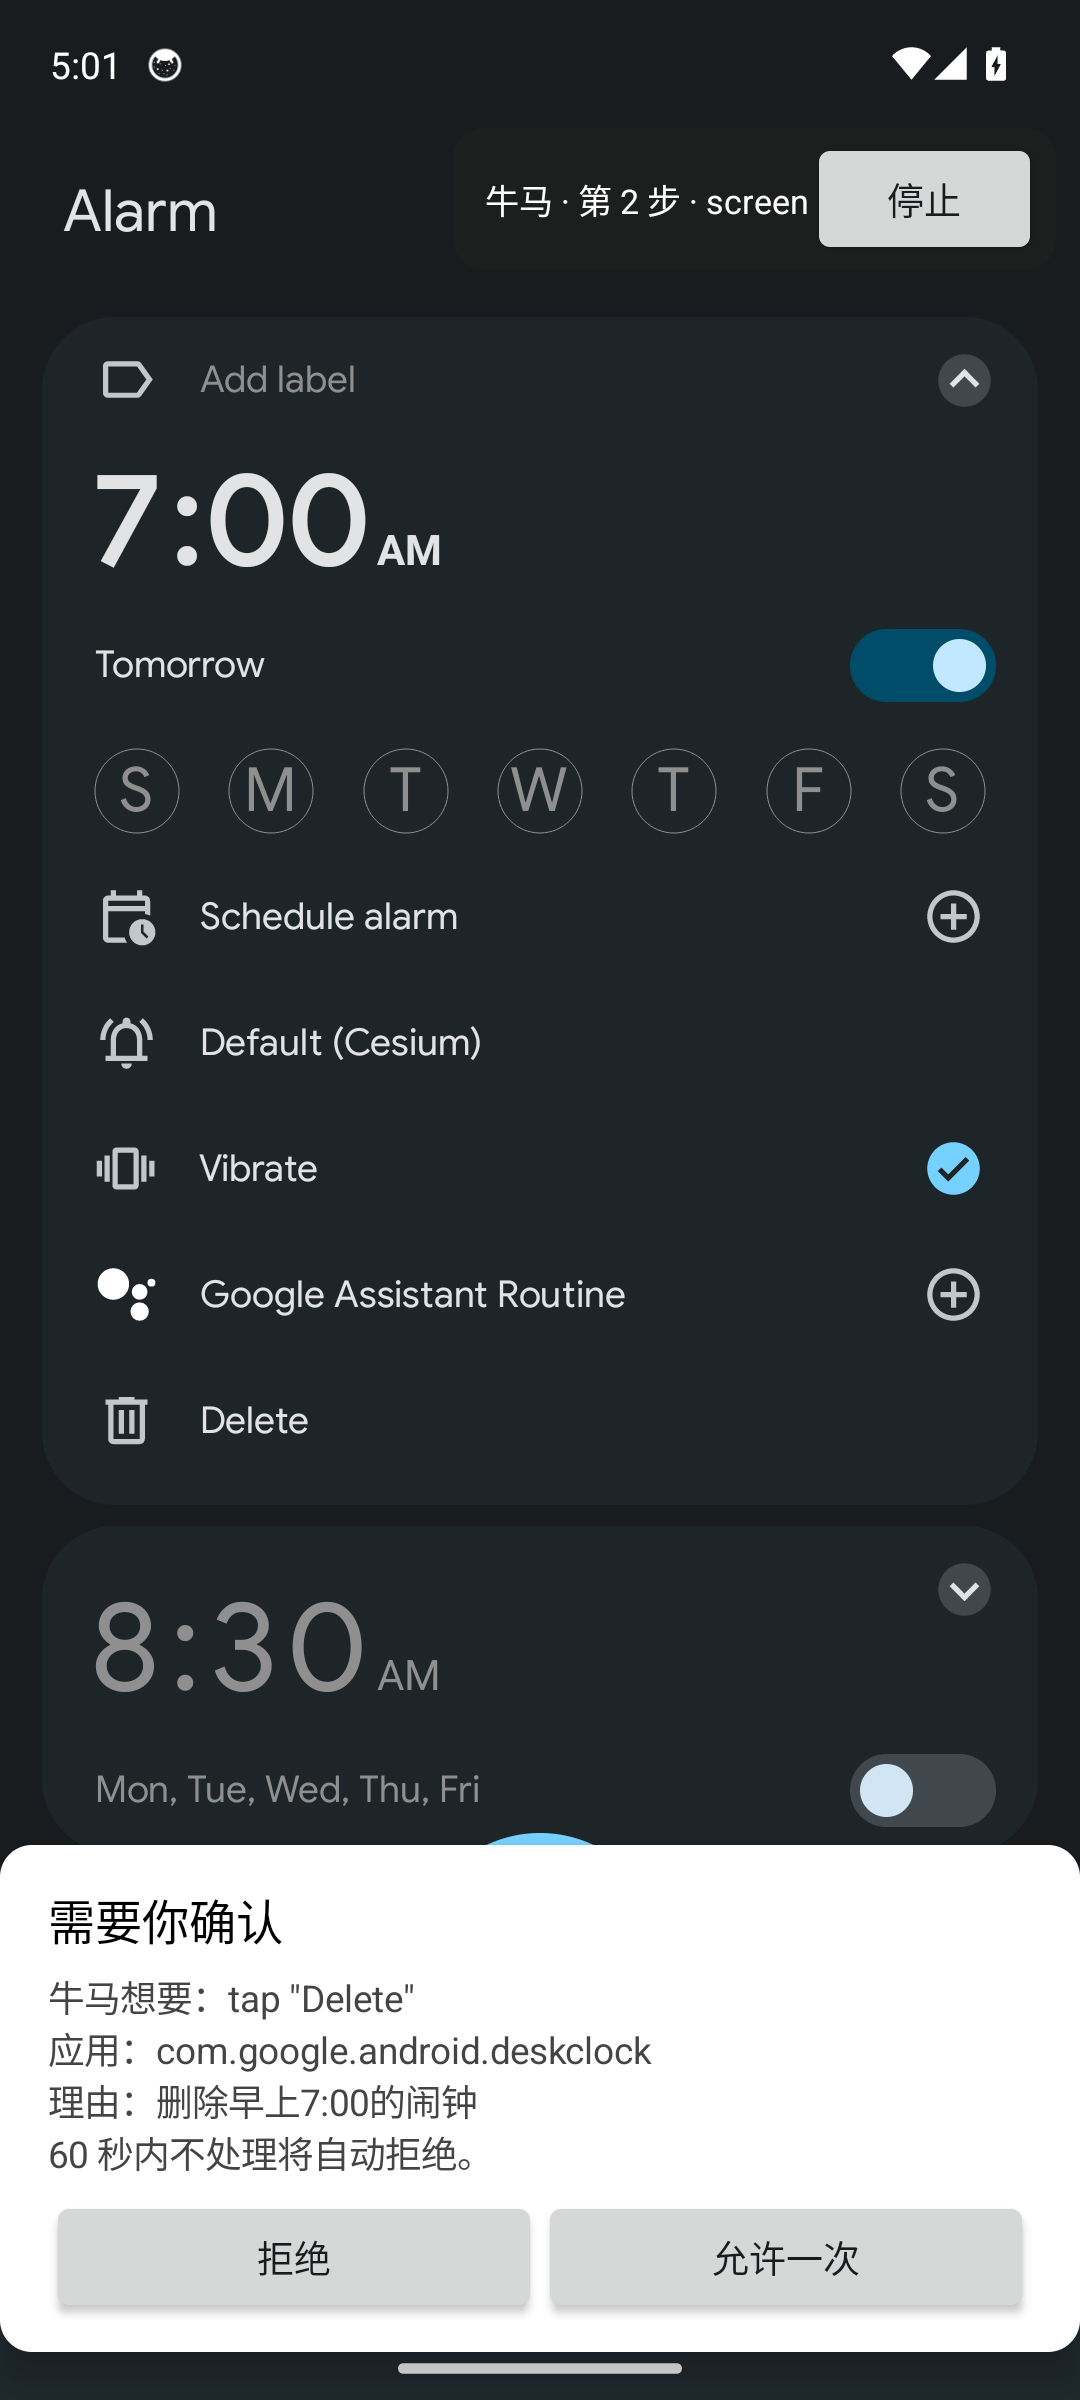 5:01
Alarm
牛马 · 第 2 步 · screen
停止
Add label
7:00 AM
Tomorrow
S M T W T F S
Schedule alarm
Default (Cesium)
Vibrate
Google Assistant Routine
Delete
8:30 AM
Mon, Tue, Wed, Thu, Fri
需要你确认
牛马想要：tap "Delete"
应用：com.google.android.deskclock
理由：删除早上7:00的闹钟
60 秒内不处理将自动拒绝。
拒绝
允许一次